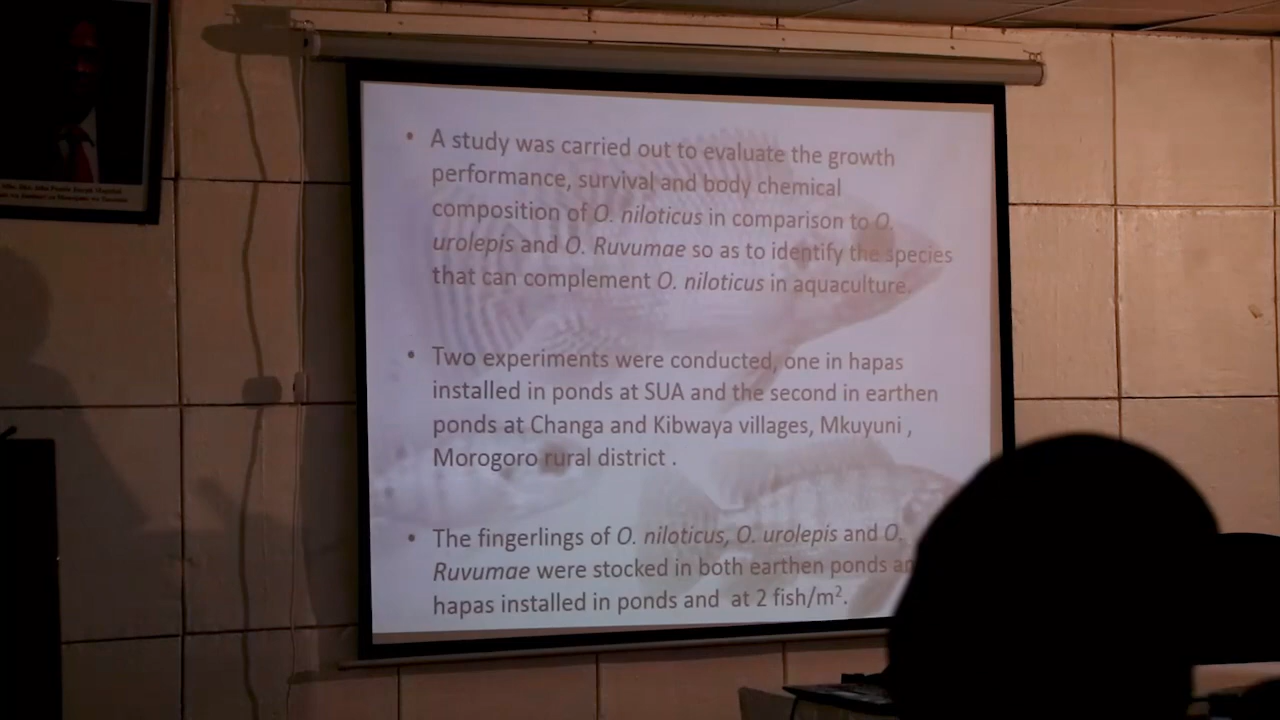 • A study was carried out to evaluate the growth
performance, survival and body chemical
composition of O. niloticus in comparison to O.
urolepis and O. Ruvumae so as to identify the species
that can complement O. niloticus in aquaculture.
• Two experiments were conducted, one in hapas
installed in ponds at SUA and the second in earthen
ponds at Changa and Kibwaya villages, Mkuyuni ,
Morogoro rural district .
• The fingerlings of O. niloticus, O. urolepis and O.
Ruvumae were stocked in both earthen ponds
hapas installed in ponds and at 2 fish/m².